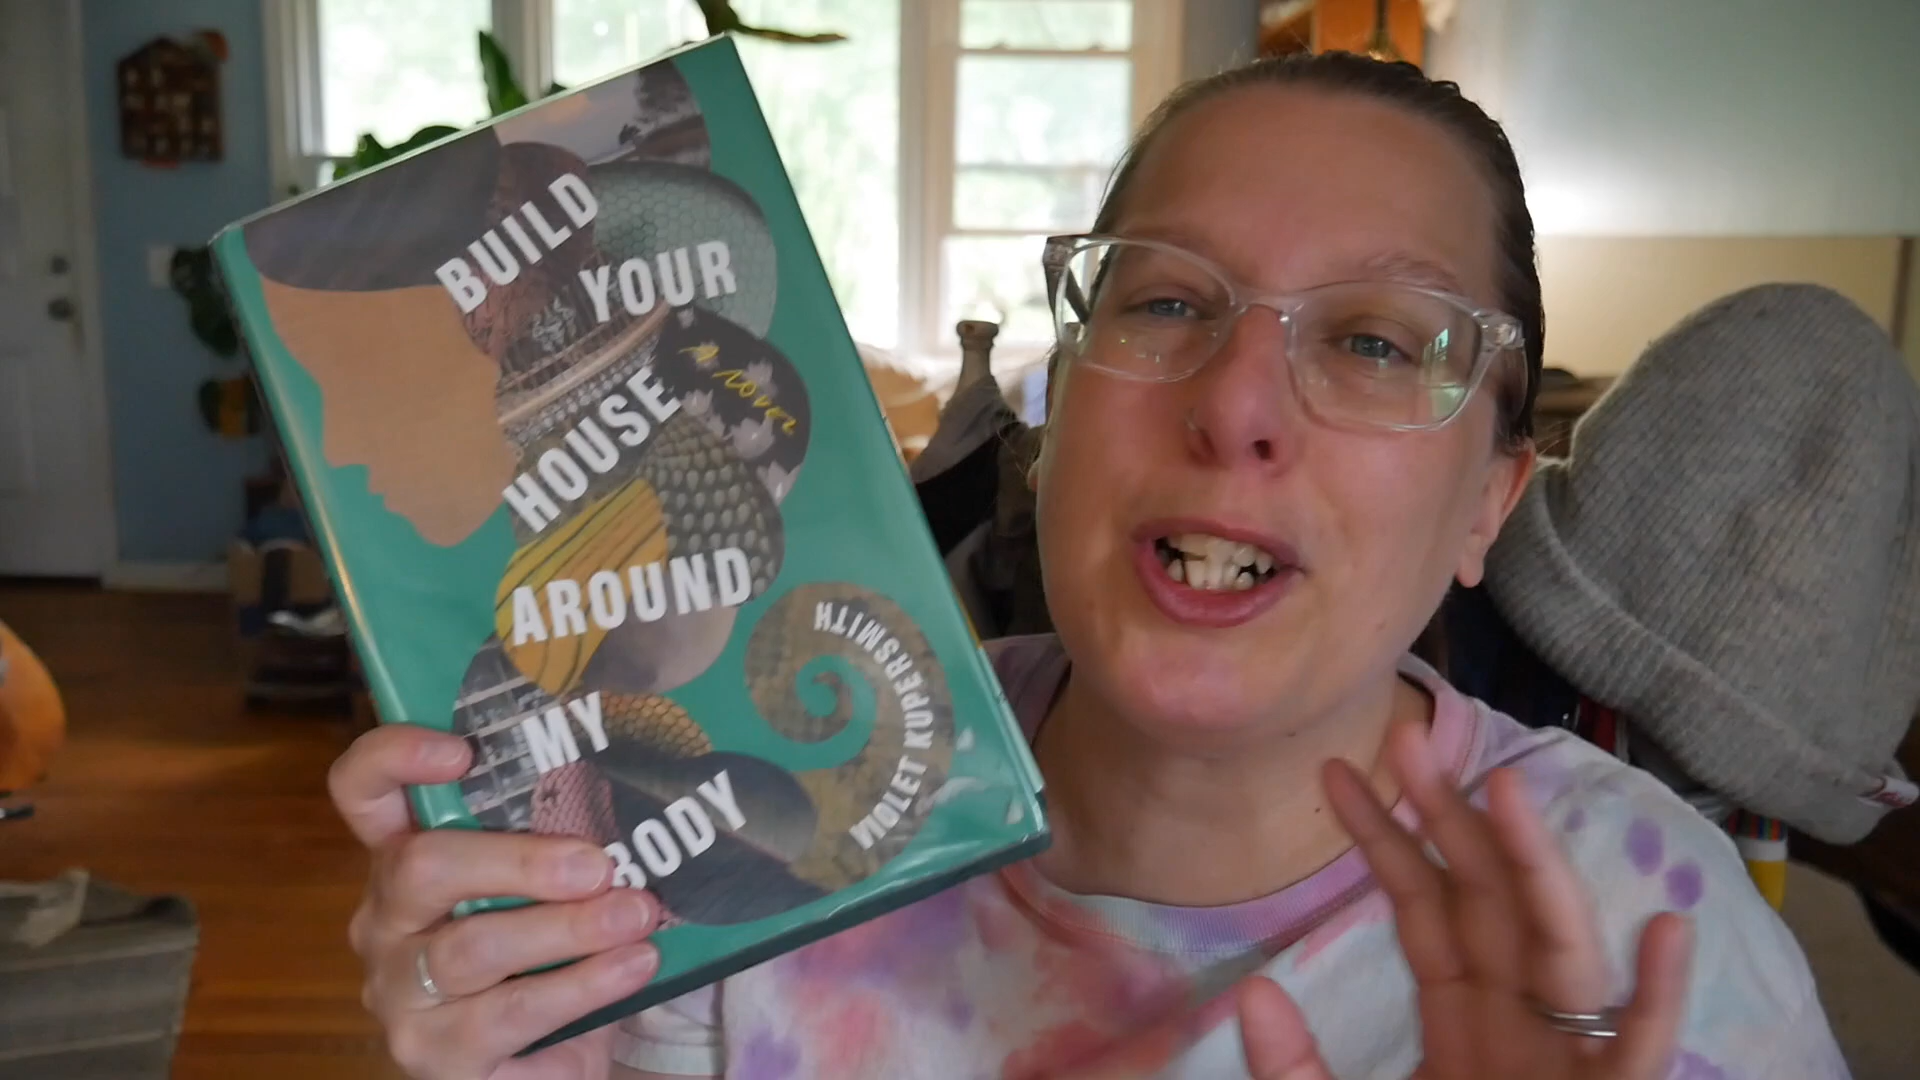 BUILD
YOUR
A novel
HOUSE
AROUND
MY
BODY
VIOLET KUPERSMITH